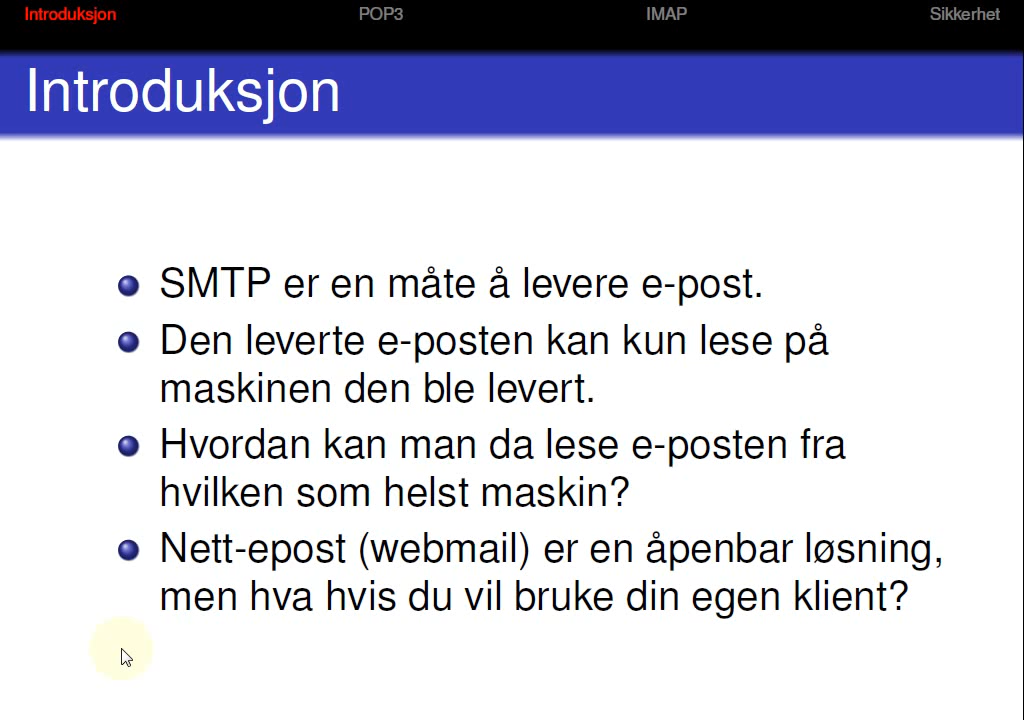 Introduksjon POP3 IMAP Sikkerhet
Introduksjon
SMTP er en måte å levere e-post.
Den leverte e-posten kan kun lese på
maskinen den ble levert.
Hvordan kan man da lese e-posten fra
hvilken som helst maskin?
Nett-epost (webmail) er en åpenbar løsning,
men hva hvis du vil bruke din egen klient?